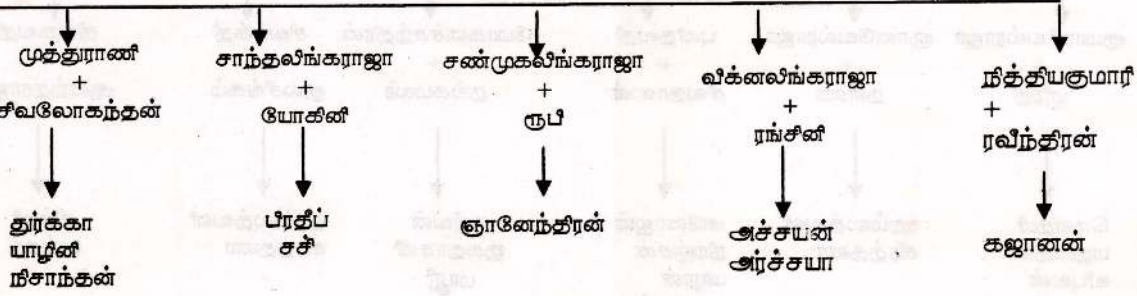 முத்துராணி
+
சிவலோகந்தன்
துர்க்கா
யாழினி
நிசாந்தன்
சாந்தலிங்கராஜா
+
யோகினி
பிரதீப்
சசி
சண்முகலிங்கராஜா
+
ரூபி
ஞானேந்திரன்
விக்னலிங்கராஜா
+
ரங்சினி
அச்சயன்
அர்ச்சயா
நித்தியகுமாரி
+
ரவீந்திரன்
கஜானன்